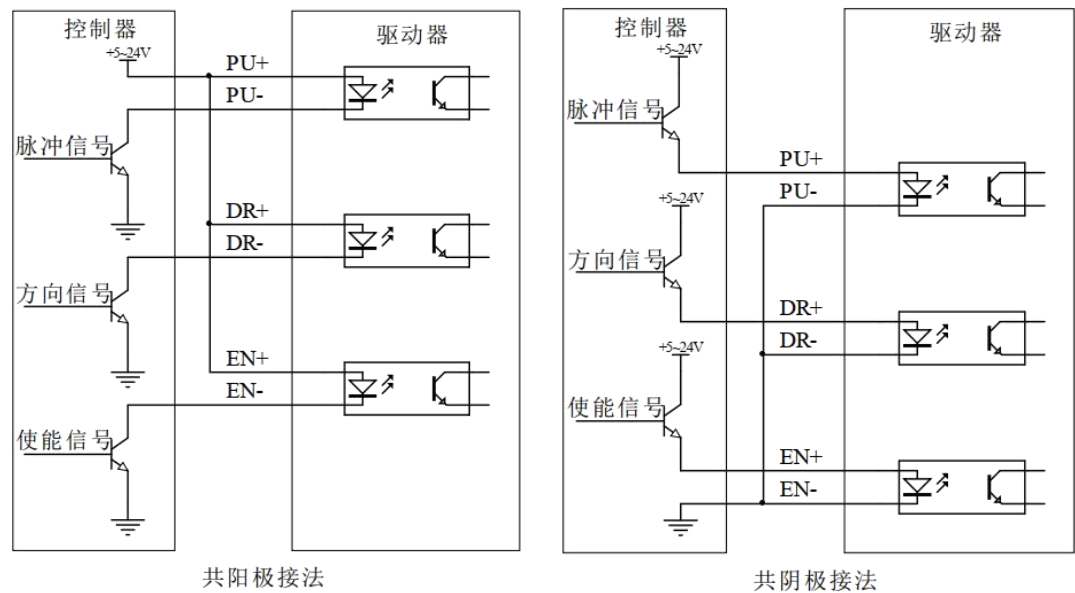 控制器
驱动器
+5~24V
PU+
PU-
脉冲信号
DR+
DR-
方向信号
EN+
EN-
使能信号
共阳极接法
控制器
驱动器
+5~24V
脉冲信号
PU+
PU-
+5~24V
方向信号
DR+
DR-
+5~24V
使能信号
EN+
EN-
共阴极接法